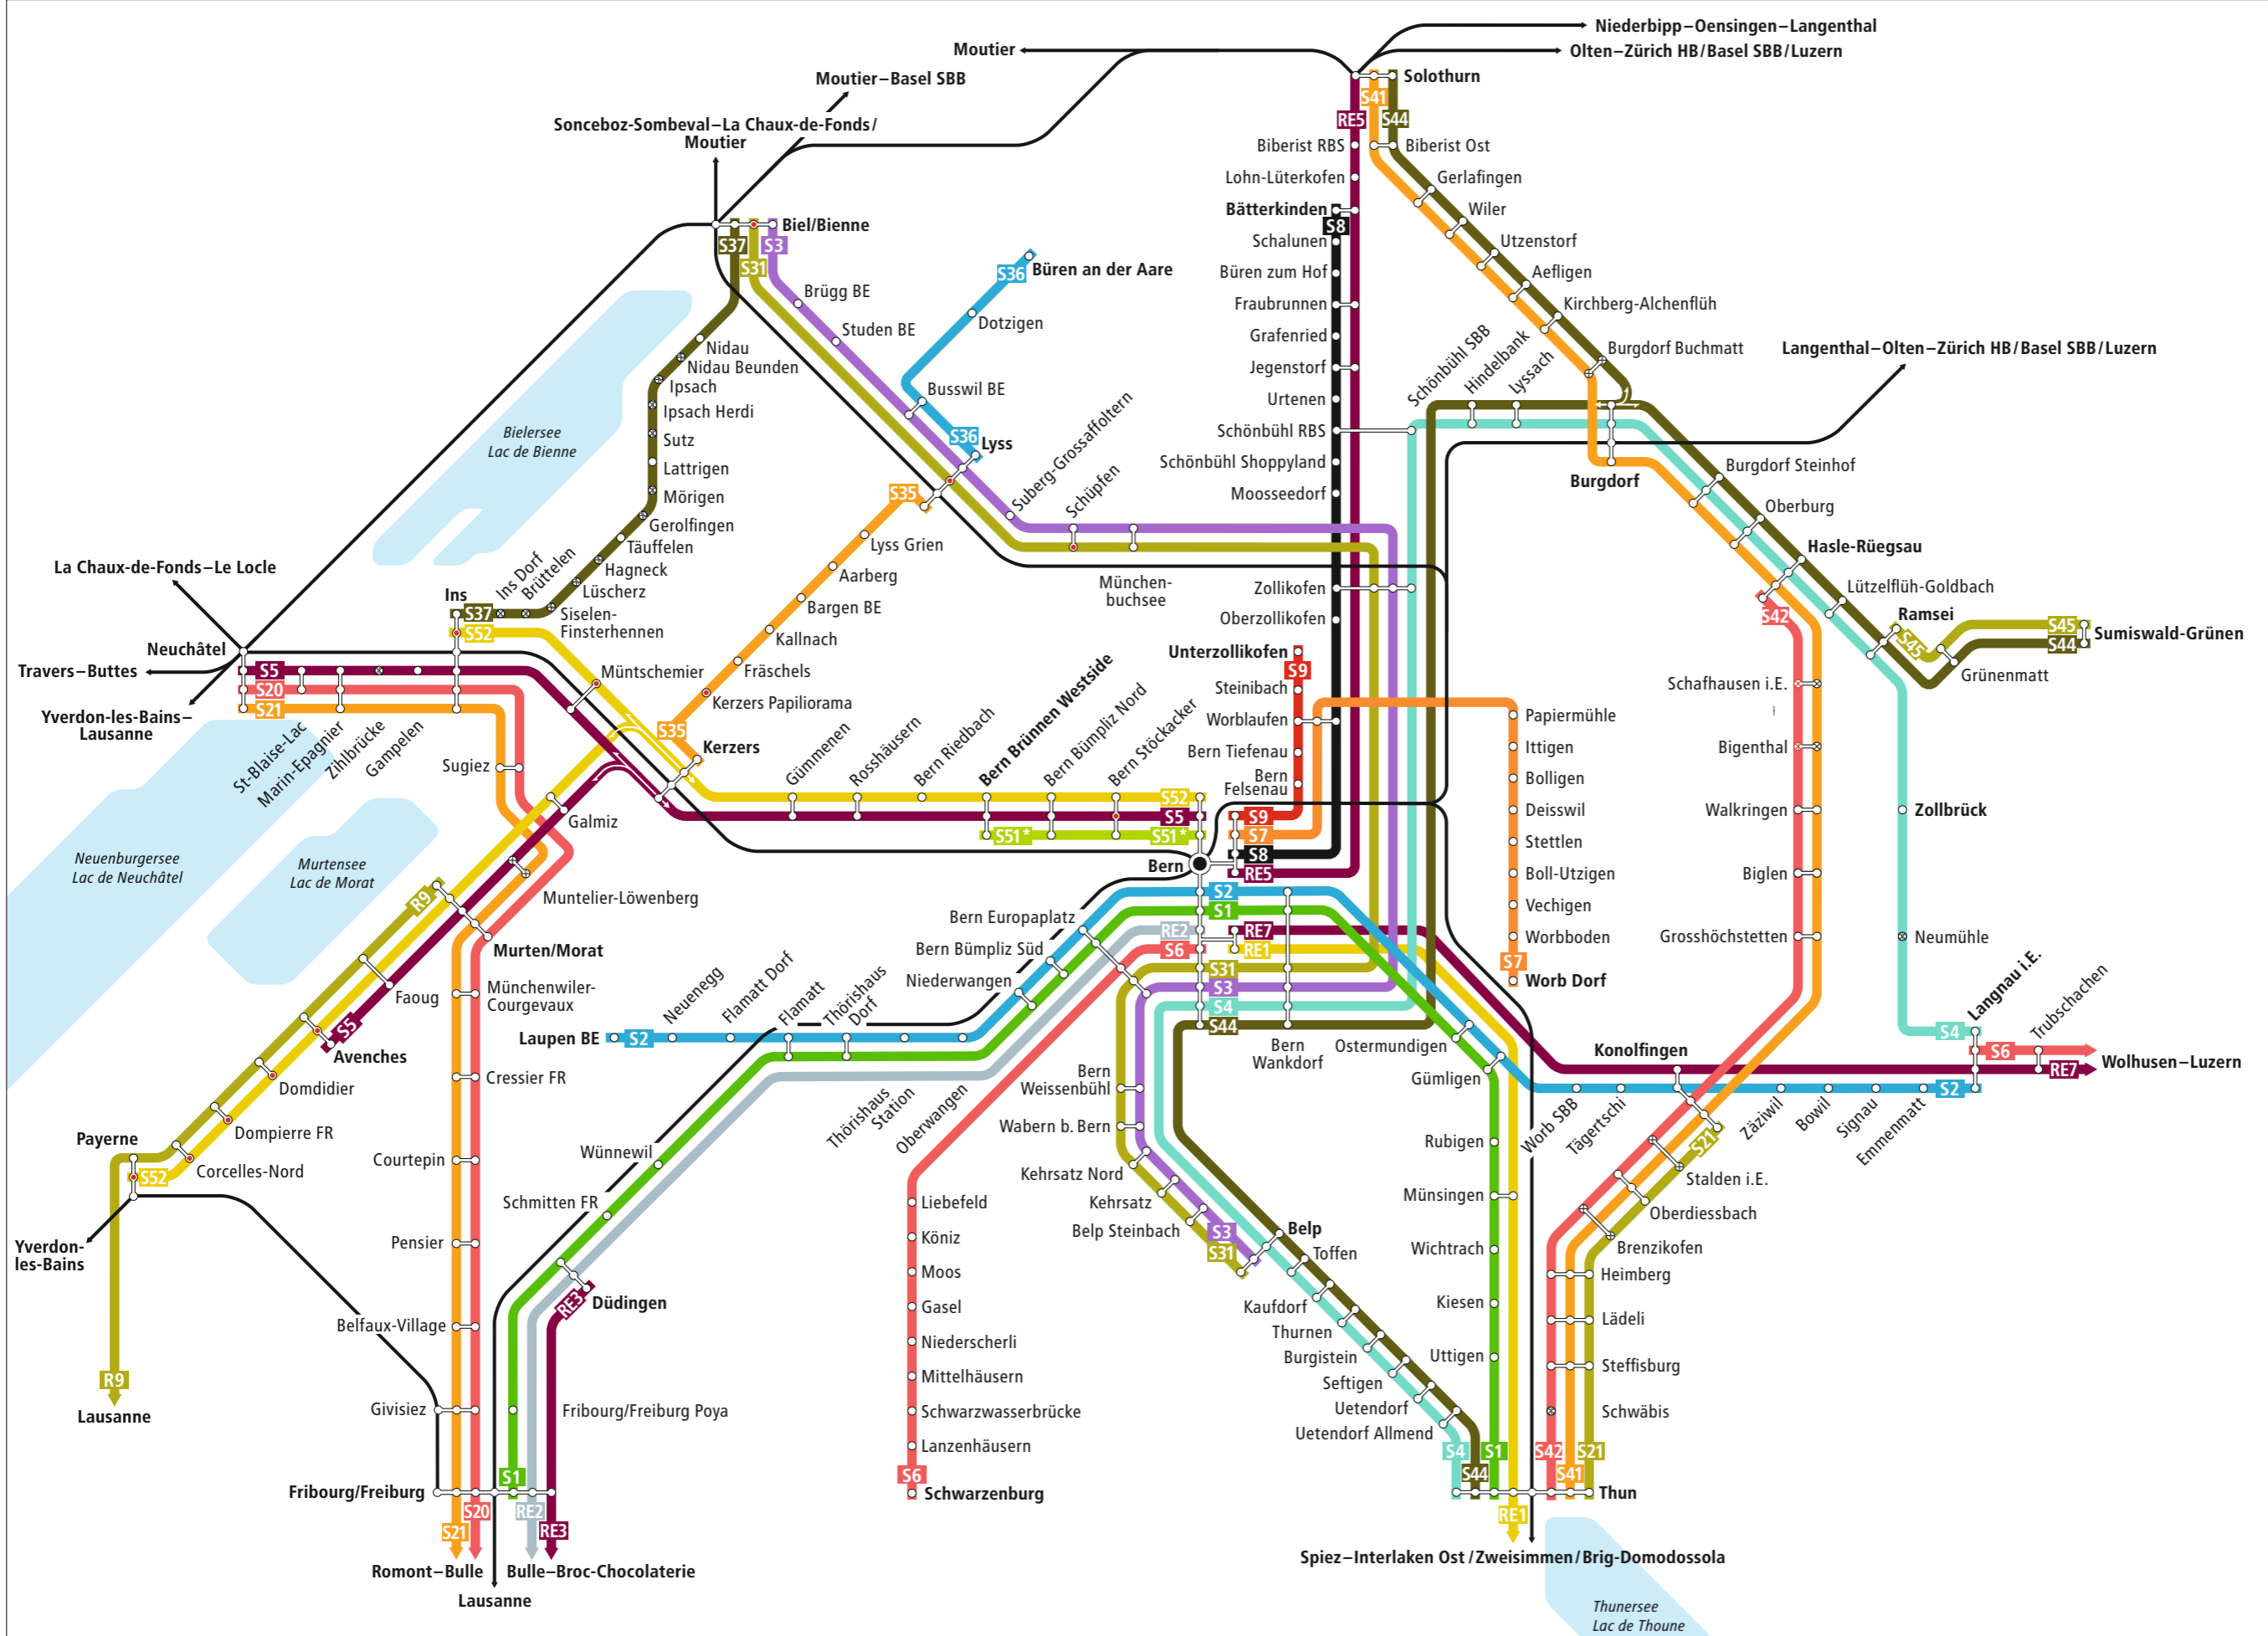 Niederbipp–Oensingen–Langenthal
Moutier
Olten–Zürich HB/Basel SBB/Luzern
Moutier–Basel SBB
Solothurn
S41
RE5
S44
Sonceboz-Sombeval–La Chaux-de-Fonds/
Moutier
Biberist RBS
Biberist Ost
Lohn-Lüterkofen
Gerlafingen
Bätterkinden
Wiler
S8
Biel/Bienne
S37
S3
S31
Schalunen
Utzenstorf
S36
Büren an der Aare
Büren zum Hof
Aefligen
Brügg BE
Fraubrunnen
Kirchberg-Alchenflüh
Dotzigen
Studen BE
Grafenried
Burgdorf Buchmatt
Langenthal–Olten–Zürich HB/Basel SBB/Luzern
Nidau
Nidau Beunden
Jegenstorf
Schönbühl SBB
Hindelbank
Lyssach
Ipsach
Busswil BE
Urtenen
Ipsach Herdi
Bielersee
Lac de Bienne
Sutz
S36
Lyss
Suberg-Grossaffoltern
Schönbühl RBS
Lattrigen
Schüpfen
Schönbühl Shoppyland
Burgdorf Steinhof
Burgdorf
Mörigen
S35
Moosseedorf
Oberburg
Gerolfingen
Täuffelen
Lyss Grien
Hasle-Rüegsau
La Chaux-de-Fonds–Le Locle
Hagneck
Aarberg
München-
buchsee
Zollikofen
Lützelflüh-Goldbach
Ins
Ins Dorf
Brüttelen
Lüscherz
Bargen BE
Oberzollikofen
S42
Ramsei
S37
Siselen-
Finsterhennen
S45
S45
Sumiswald-Grünen
S44
S52
Kallnach
Neuchâtel
Unterzollikofen
Travers–Buttes
S5
Müntschemier
Fräschels
S9
Grünenmatt
S20
Steinibach
Schafhausen i.E.
S21
Kerzers Papiliorama
Yverdon-les-Bains–
Lausanne
S35
Worblaufen
Papiermühle
St-Blaise-Lac
Marin-Epagnier
Zihlbrücke
Gampelen
Kerzers
Gümmenen
Rosshäusern
Bern Riedbach
Bern Brünnen Westside
Bern Bümpliz Nord
Bern Stöckacker
Bern Tiefenau
Ittigen
Bigenthal
Sugiez
Bern
Felsenau
Bolligen
S52
S5
S51*
S51*
S9
S7
S8
RE5
Deisswil
Walkringen
Zollbrück
Galmiz
Stettlen
Neuenburgersee
Lac de Neuchâtel
Murtensee
Lac de Morat
Bern
Boll-Utzigen
Biglen
Muntelier-Löwenberg
R9
S2
Vechigen
Bern Europaplatz
S1
RE2
RE7
Worbboden
Grosshöchstetten
Neumühle
Murten/Morat
Bern Bümpliz Süd
S6
RE1
S7
Niederwangen
S31
Worb Dorf
S3
Faoug
Münchenwiler-
Courgevaux
Neuenegg
Flamatt Dorf
Flamatt
Thörishaus
Dorf
S4
S44
Langnau i.E.
Trubschachen
S5
Avenches
Laupen BE
S2
Bern
Wankdorf
Ostermundigen
S4
S6
Konolfingen
Wolhusen–Luzern
Domdidier
Cressier FR
Bern
Weissenbühl
Gümligen
RE7
S2
Thörishaus
Station
Oberwangen
Worb SBB
Tägertschi
Zäziwil
Bowil
Signau
Emmenmatt
Dompierre FR
Wabern b. Bern
Rubigen
S21
Payerne
Corcelles-Nord
S52
Courtepin
Wünnewil
Kehrsatz Nord
Stalden i.E.
Schmitten FR
Liebefeld
Kehrsatz
Münsingen
Oberdiessbach
Yverdon-
les-Bains
Pensier
Köniz
Belp Steinbach
S3
S31
Belp
Wichtrach
Brenzikofen
Toffen
Moos
Heimberg
Düdingen
RE3
Gasel
Kaufdorf
Kiesen
Lädeli
Belfaux-Village
Thurnen
Niederscherli
Burgistein
Uttigen
Steffisburg
R9
Mittelhäusern
Seftigen
Lausanne
Givisiez
Fribourg/Freiburg Poya
Schwarzwasserbrücke
Uetendorf
Schwäbis
Uetendorf Allmend
Lanzenhäusern
S4
S1
S42
S21
S1
S6
S44
S41
Fribourg/Freiburg
Schwarzenburg
Thun
S20
RE2
RE1
S21
RE3
Spiez–Interlaken Ost/Zweisimmen/Brig-Domodossola
Romont–Bulle
Bulle–Broc-Chocolaterie
Lausanne
Thunersee
Lac de Thoune